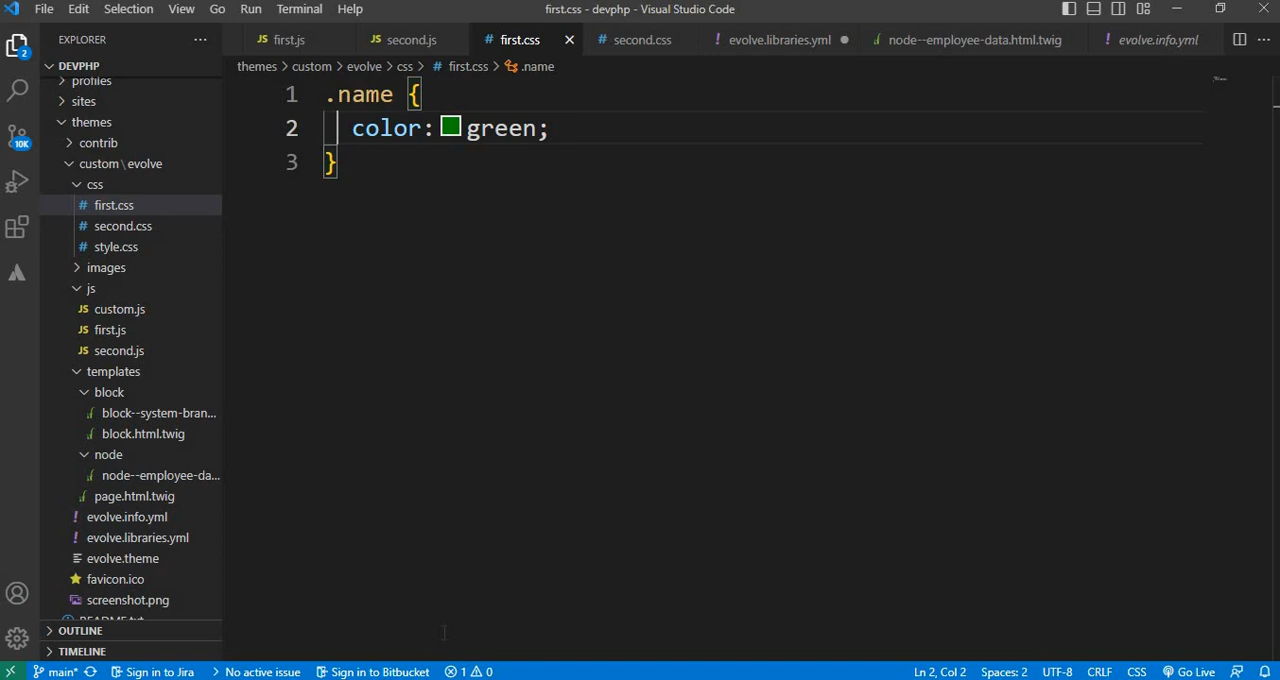 File Edit Selection View Go Run Terminal Help first.css - devphp - Visual Studio Code
EXPLORER
first.js second.js first.css second.css evolve.libraries.yml node--employee-data.html.twig evolve.info.yml
themes > custom > evolve > css > first.css > .name
2
10K
DEVPHP
profiles
sites
themes
contrib
custom\evolve
css
first.css
second.css
style.css
images
js
custom.js
first.js
second.js
templates
block
block--system-bran...
block.html.twig
node
node--employee-da...
page.html.twig
evolve.info.yml
evolve.libraries.yml
evolve.theme
favicon.ico
screenshot.png
README.txt
OUTLINE
TIMELINE
1 .name {
2 color: green;
3 }
main* Sign in to Jira No active issue Sign in to Bitbucket 1 0 Ln 2, Col 2 Spaces: 2 UTF-8 CRLF CSS Go Live